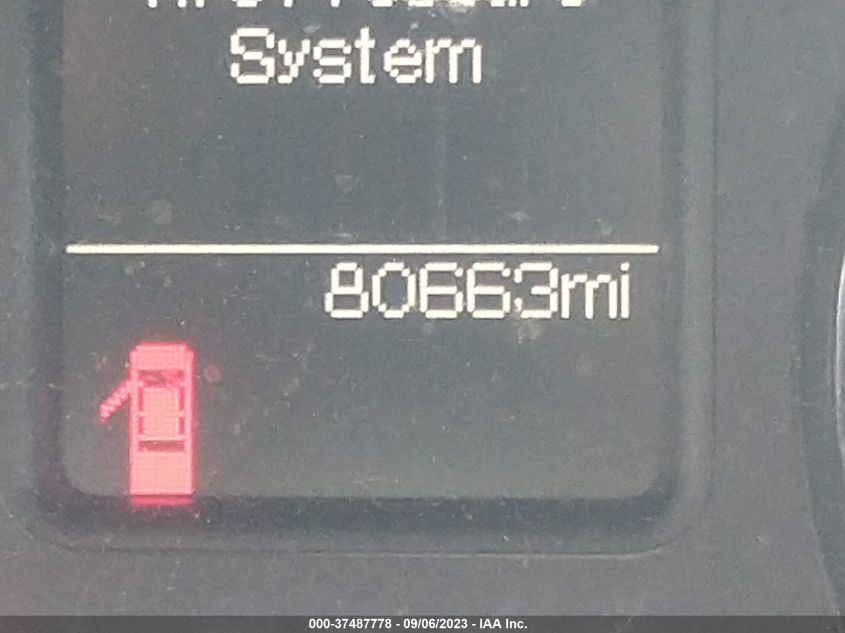 System
80663mi
000-37487778 - 09/06/2023 - IAA Inc.